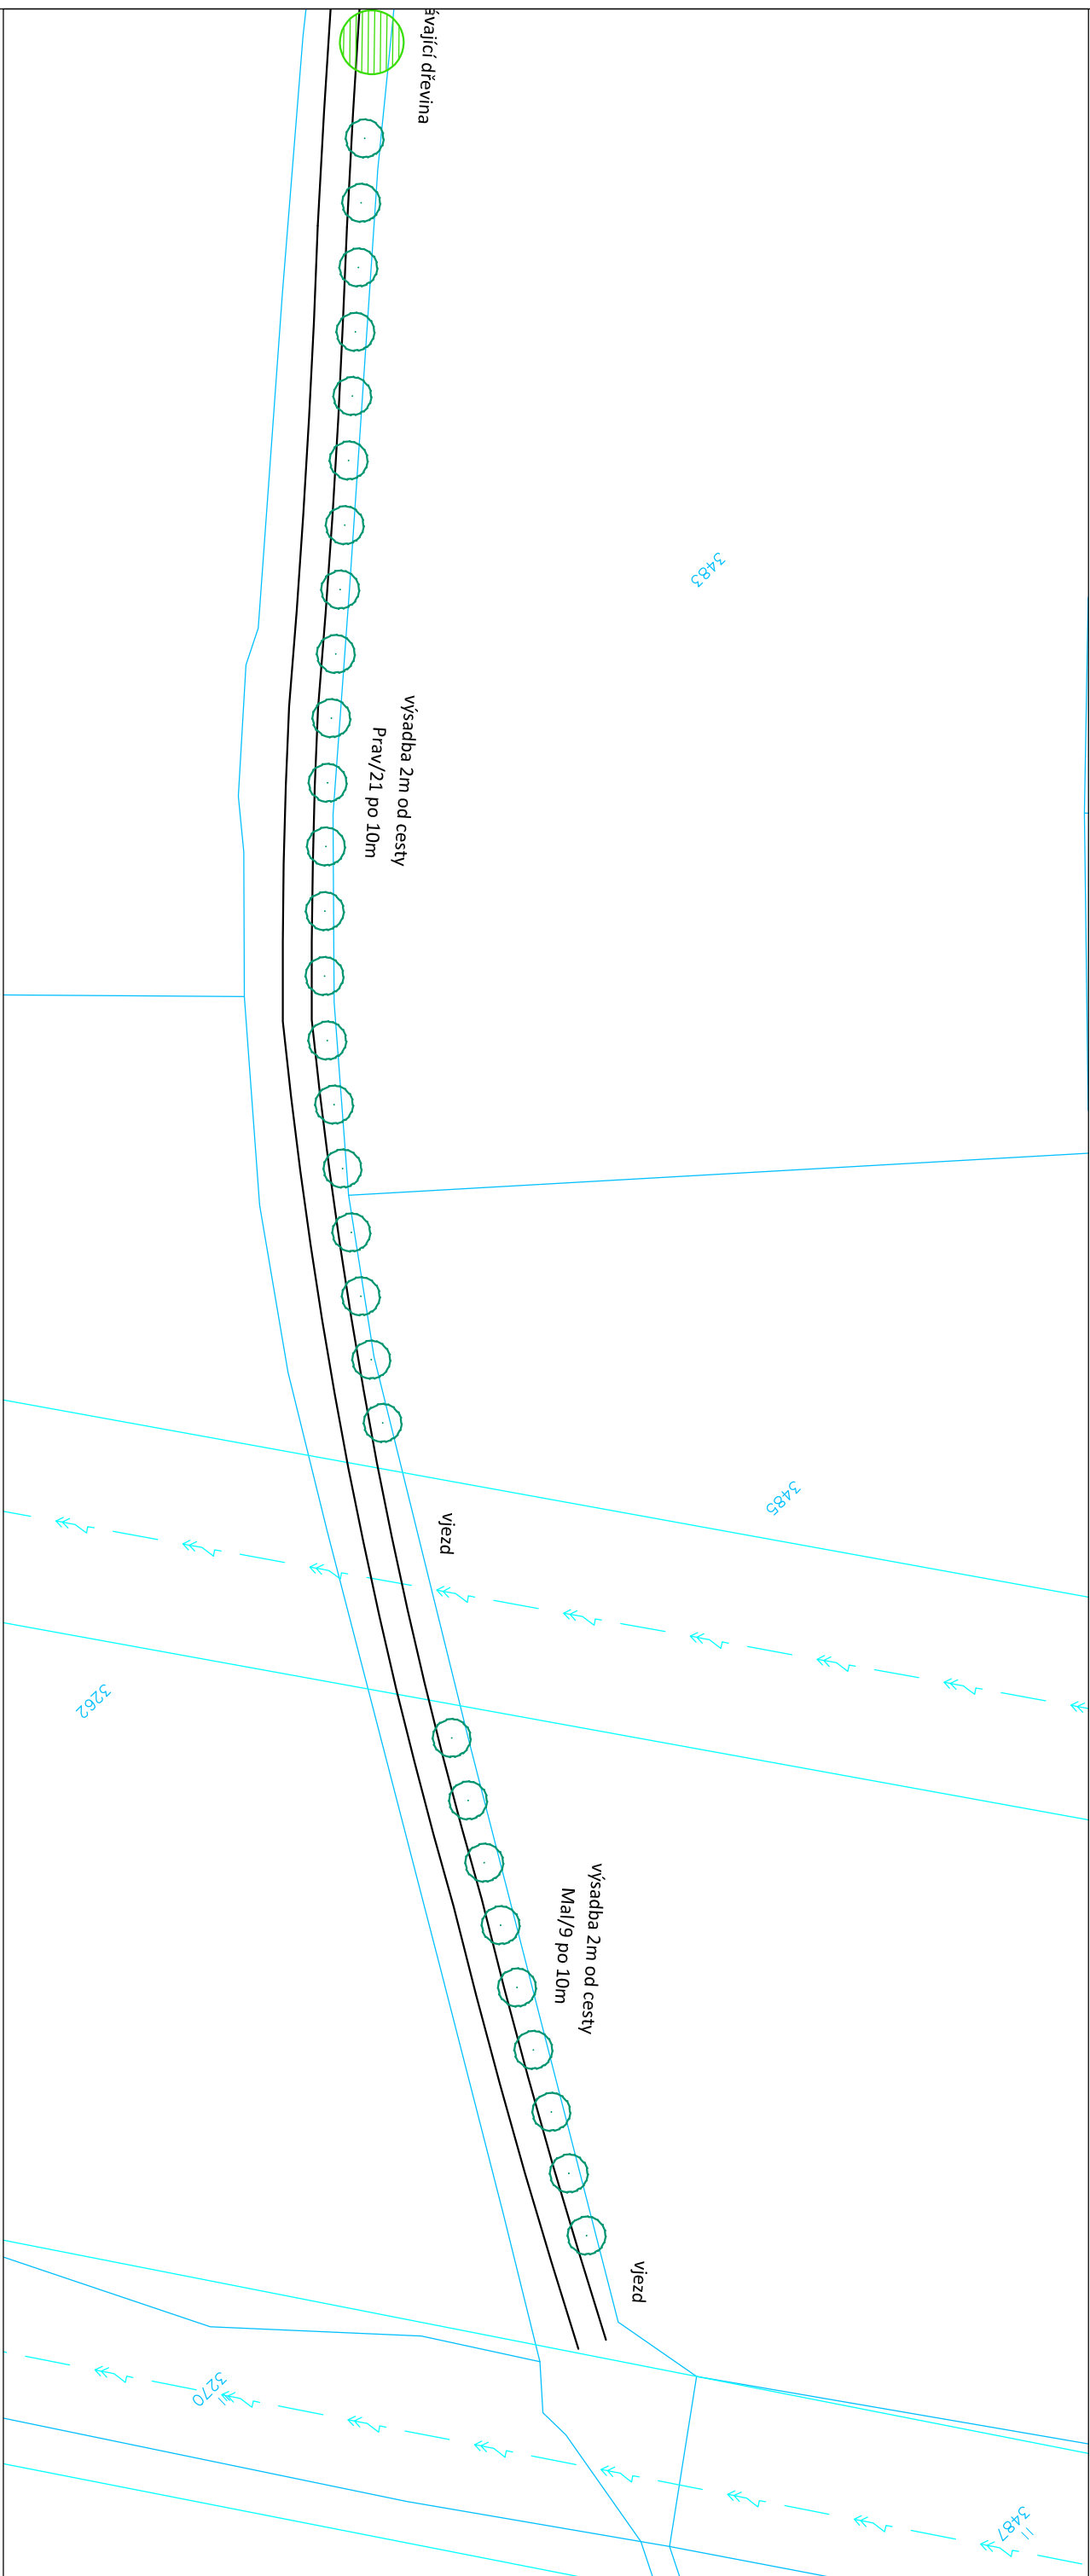 dřevina
3483
výsadba 2m od cesty
Prav/21 po 10m
3485
vjezd
3262
výsadba 2m od cesty
Mal/9 po 10m
vjezd
3270
3487